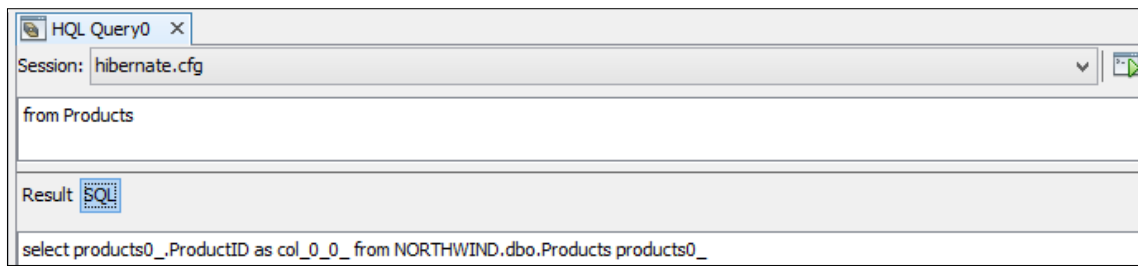 HQL Query0
Session: hibernate.cfg
from Products
Result SQL
select products0_.ProductID as col_0_0_ from NORTHWIND.dbo.Products products0_